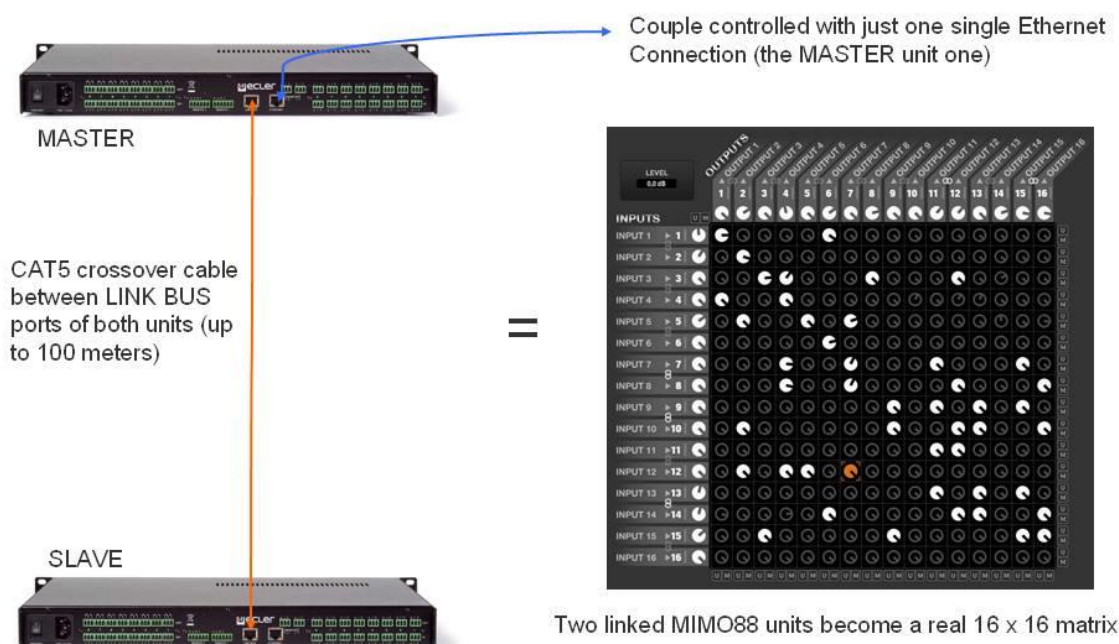 Couple controlled with just one single Ethernet
Connection (the MASTER unit one)
ecler
MASTER
CAT5 crossover cable
between LINK BUS
ports of both units (up
to 100 meters)
=
LEVEL
0,0 dB
OUTPUTS
OUTPUT 1
OUTPUT 2
OUTPUT 3
OUTPUT 4
OUTPUT 5
OUTPUT 6
OUTPUT 7
OUTPUT 8
OUTPUT 9
OUTPUT 10
OUTPUT 11
OUTPUT 12
OUTPUT 13
OUTPUT 14
OUTPUT 15
OUTPUT 16
1 2 3 4 5 6 7 8 9 10 11 12 13 14 15 16
INPUTS U M
INPUT 1 1
INPUT 2 2
INPUT 3 3
INPUT 4 4
INPUT 5 5
INPUT 6 6
INPUT 7 7
INPUT 8 8
INPUT 9 9
INPUT 10 10
INPUT 11 11
INPUT 12 12
INPUT 13 13
INPUT 14 14
INPUT 15 15
INPUT 16 16
U M U M U M U M U M U M U M U M U M U M U M U M U M U M U M U M
SLAVE
ecler
Two linked MIMO88 units become a real 16 x 16 matrix